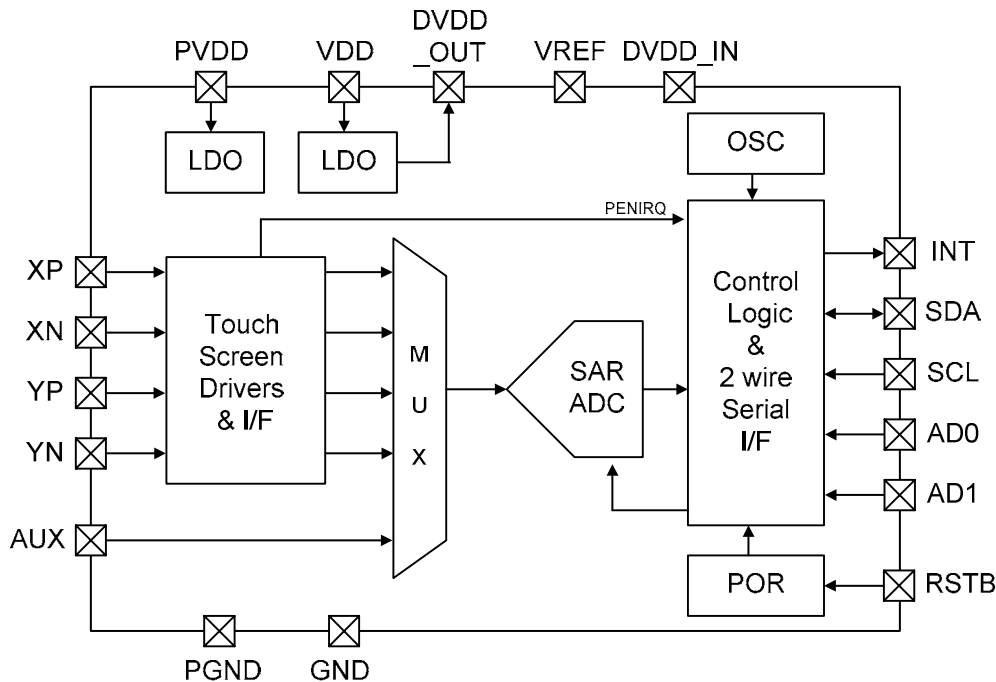 DVDD
PVDD
VDD
_OUT
VREF
DVDD_IN
LDO
LDO
OSC
PENIRQ
XP
XN
YP
YN
AUX
Touch
Screen
Drivers
& I/F
M
U
X
SAR
ADC
Control
Logic
&
2 wire
Serial
I/F
INT
SDA
SCL
AD0
AD1
POR
RSTB
PGND
GND